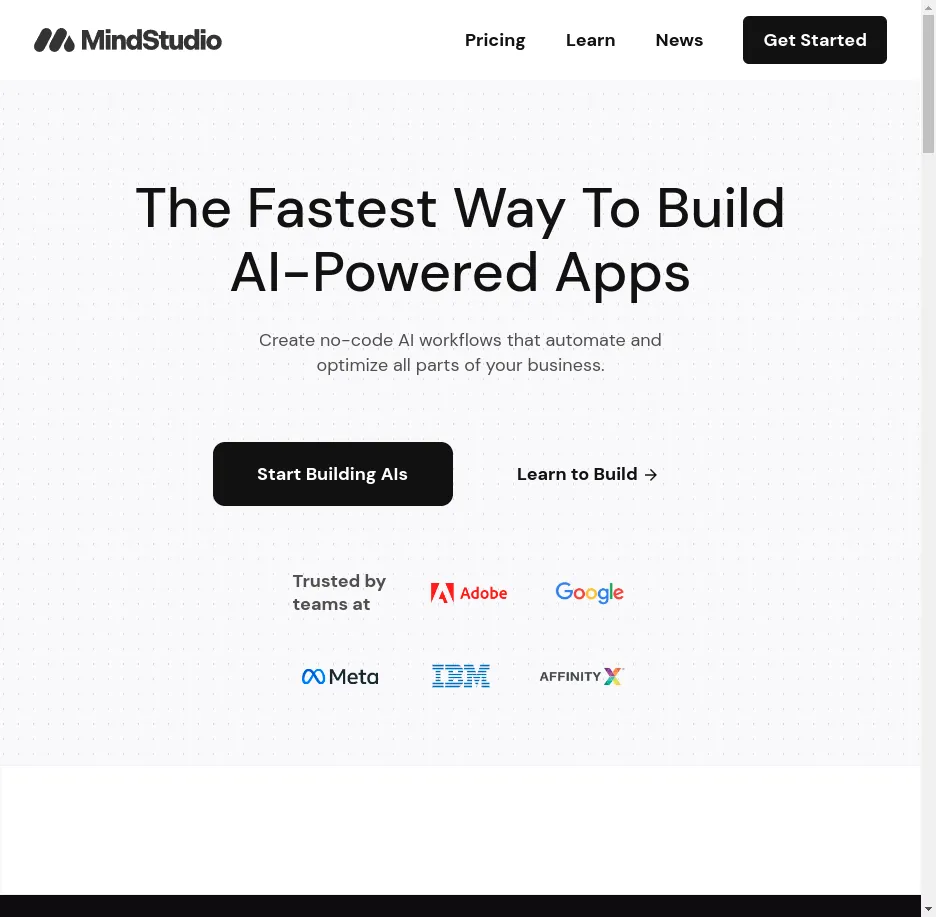 MindStudio
Pricing
Learn
News
Get Started
The Fastest Way To Build
AI-Powered Apps
Create no-code AI workflows that automate and
optimize all parts of your business.
Start Building AIs
Learn to Build →
Trusted by
teams at
Adobe
Google
Meta
IBM
AFFINITY X